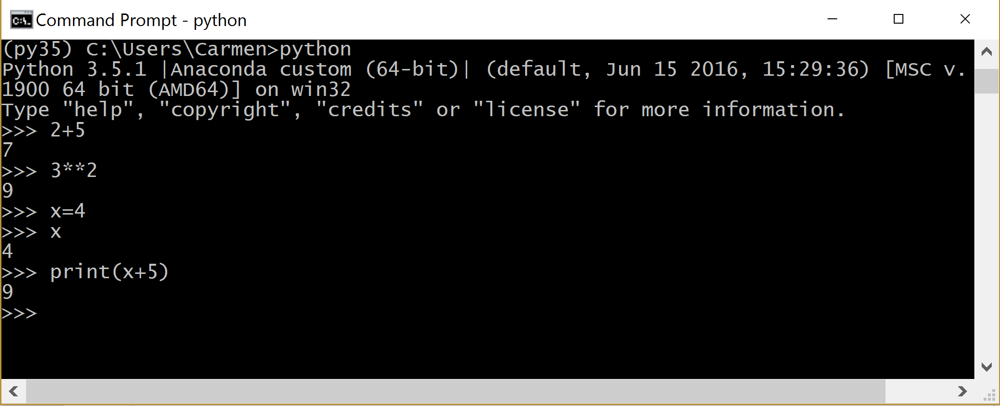 C:\.
Command Prompt - python
(py35) C:\Users\Carmen>python
Python 3.5.1 |Anaconda custom (64-bit)| (default, Jun 15 2016, 15:29:36) [MSC v.
1900 64 bit (AMD64)] on win32
Type "help", "copyright", "credits" or "license" for more information.
>>> 2+5
7
>>> 3**2
9
>>> x=4
>>> x
4
>>> print(x+5)
9
>>>